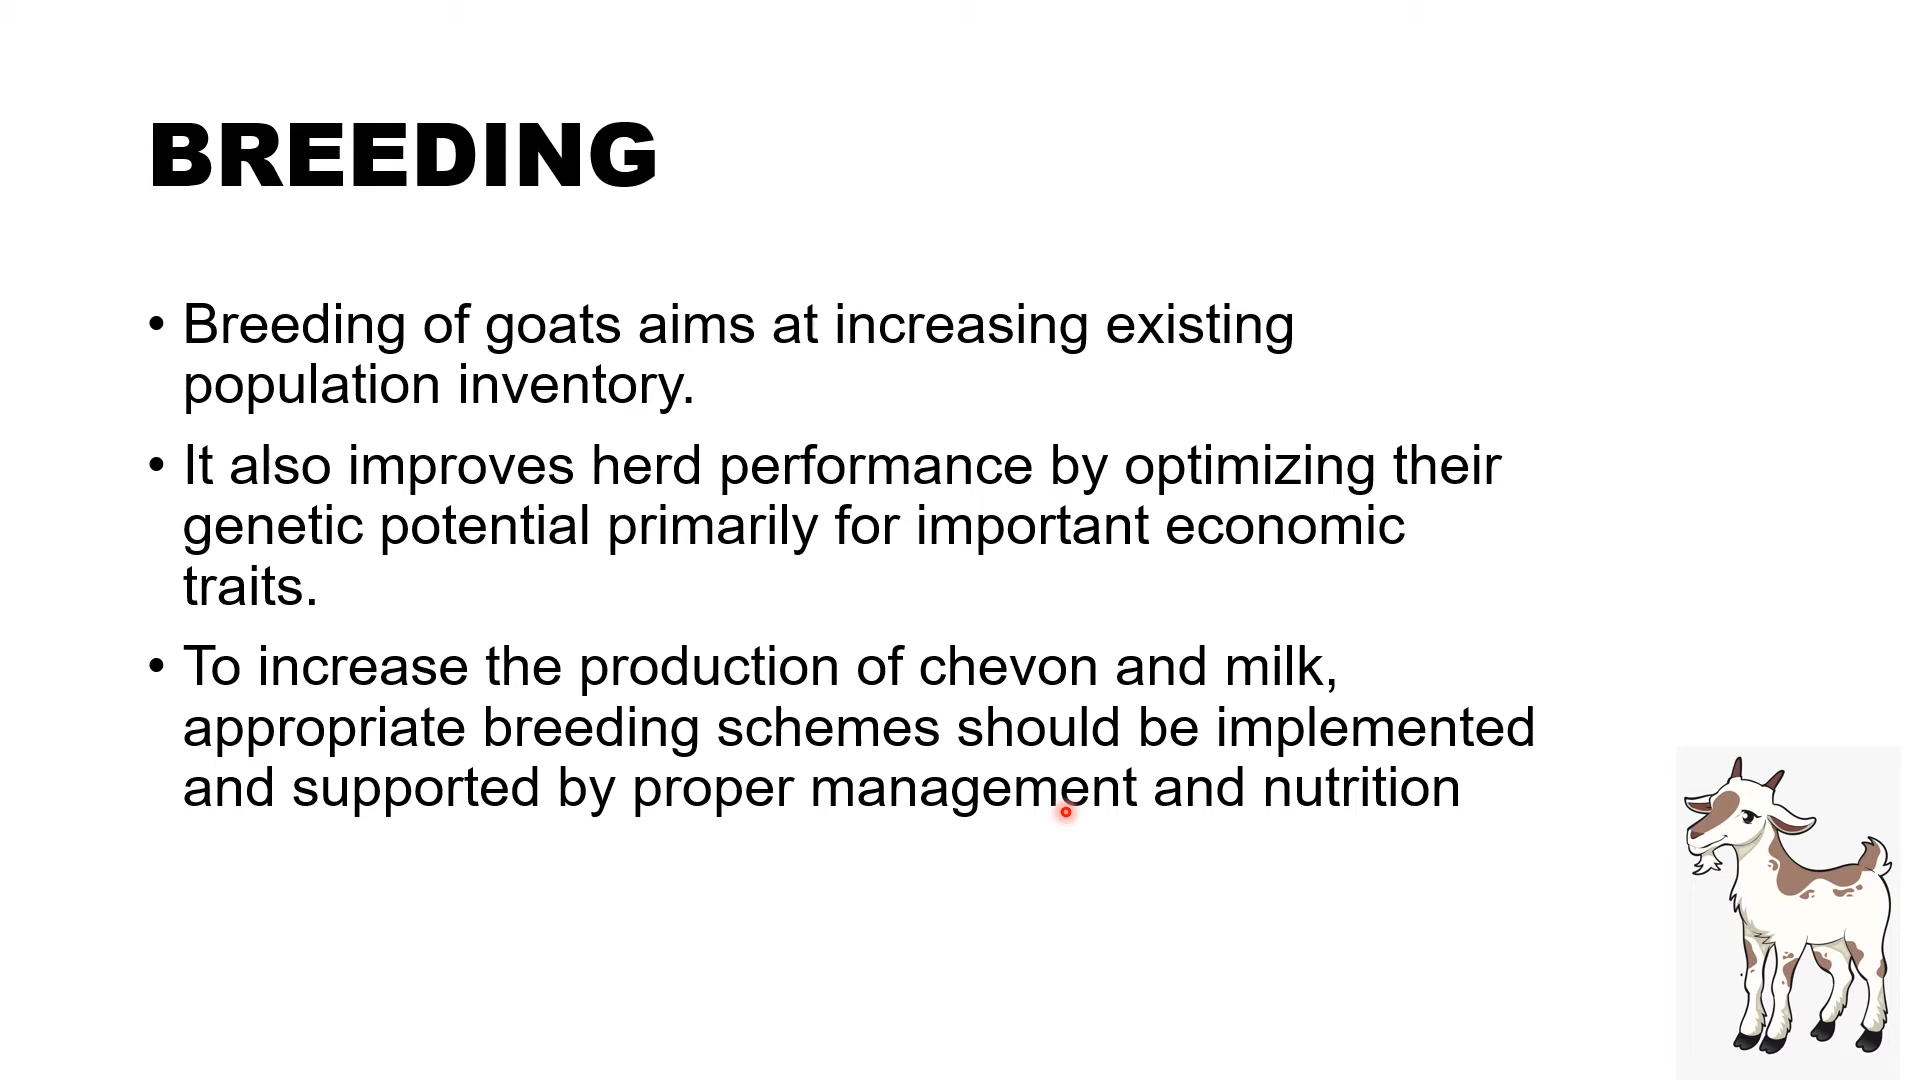 BREEDING
• Breeding of goats aims at increasing existing
population inventory.
• It also improves herd performance by optimizing their
genetic potential primarily for important economic
traits.
• To increase the production of chevon and milk,
appropriate breeding schemes should be implemented
and supported by proper management and nutrition